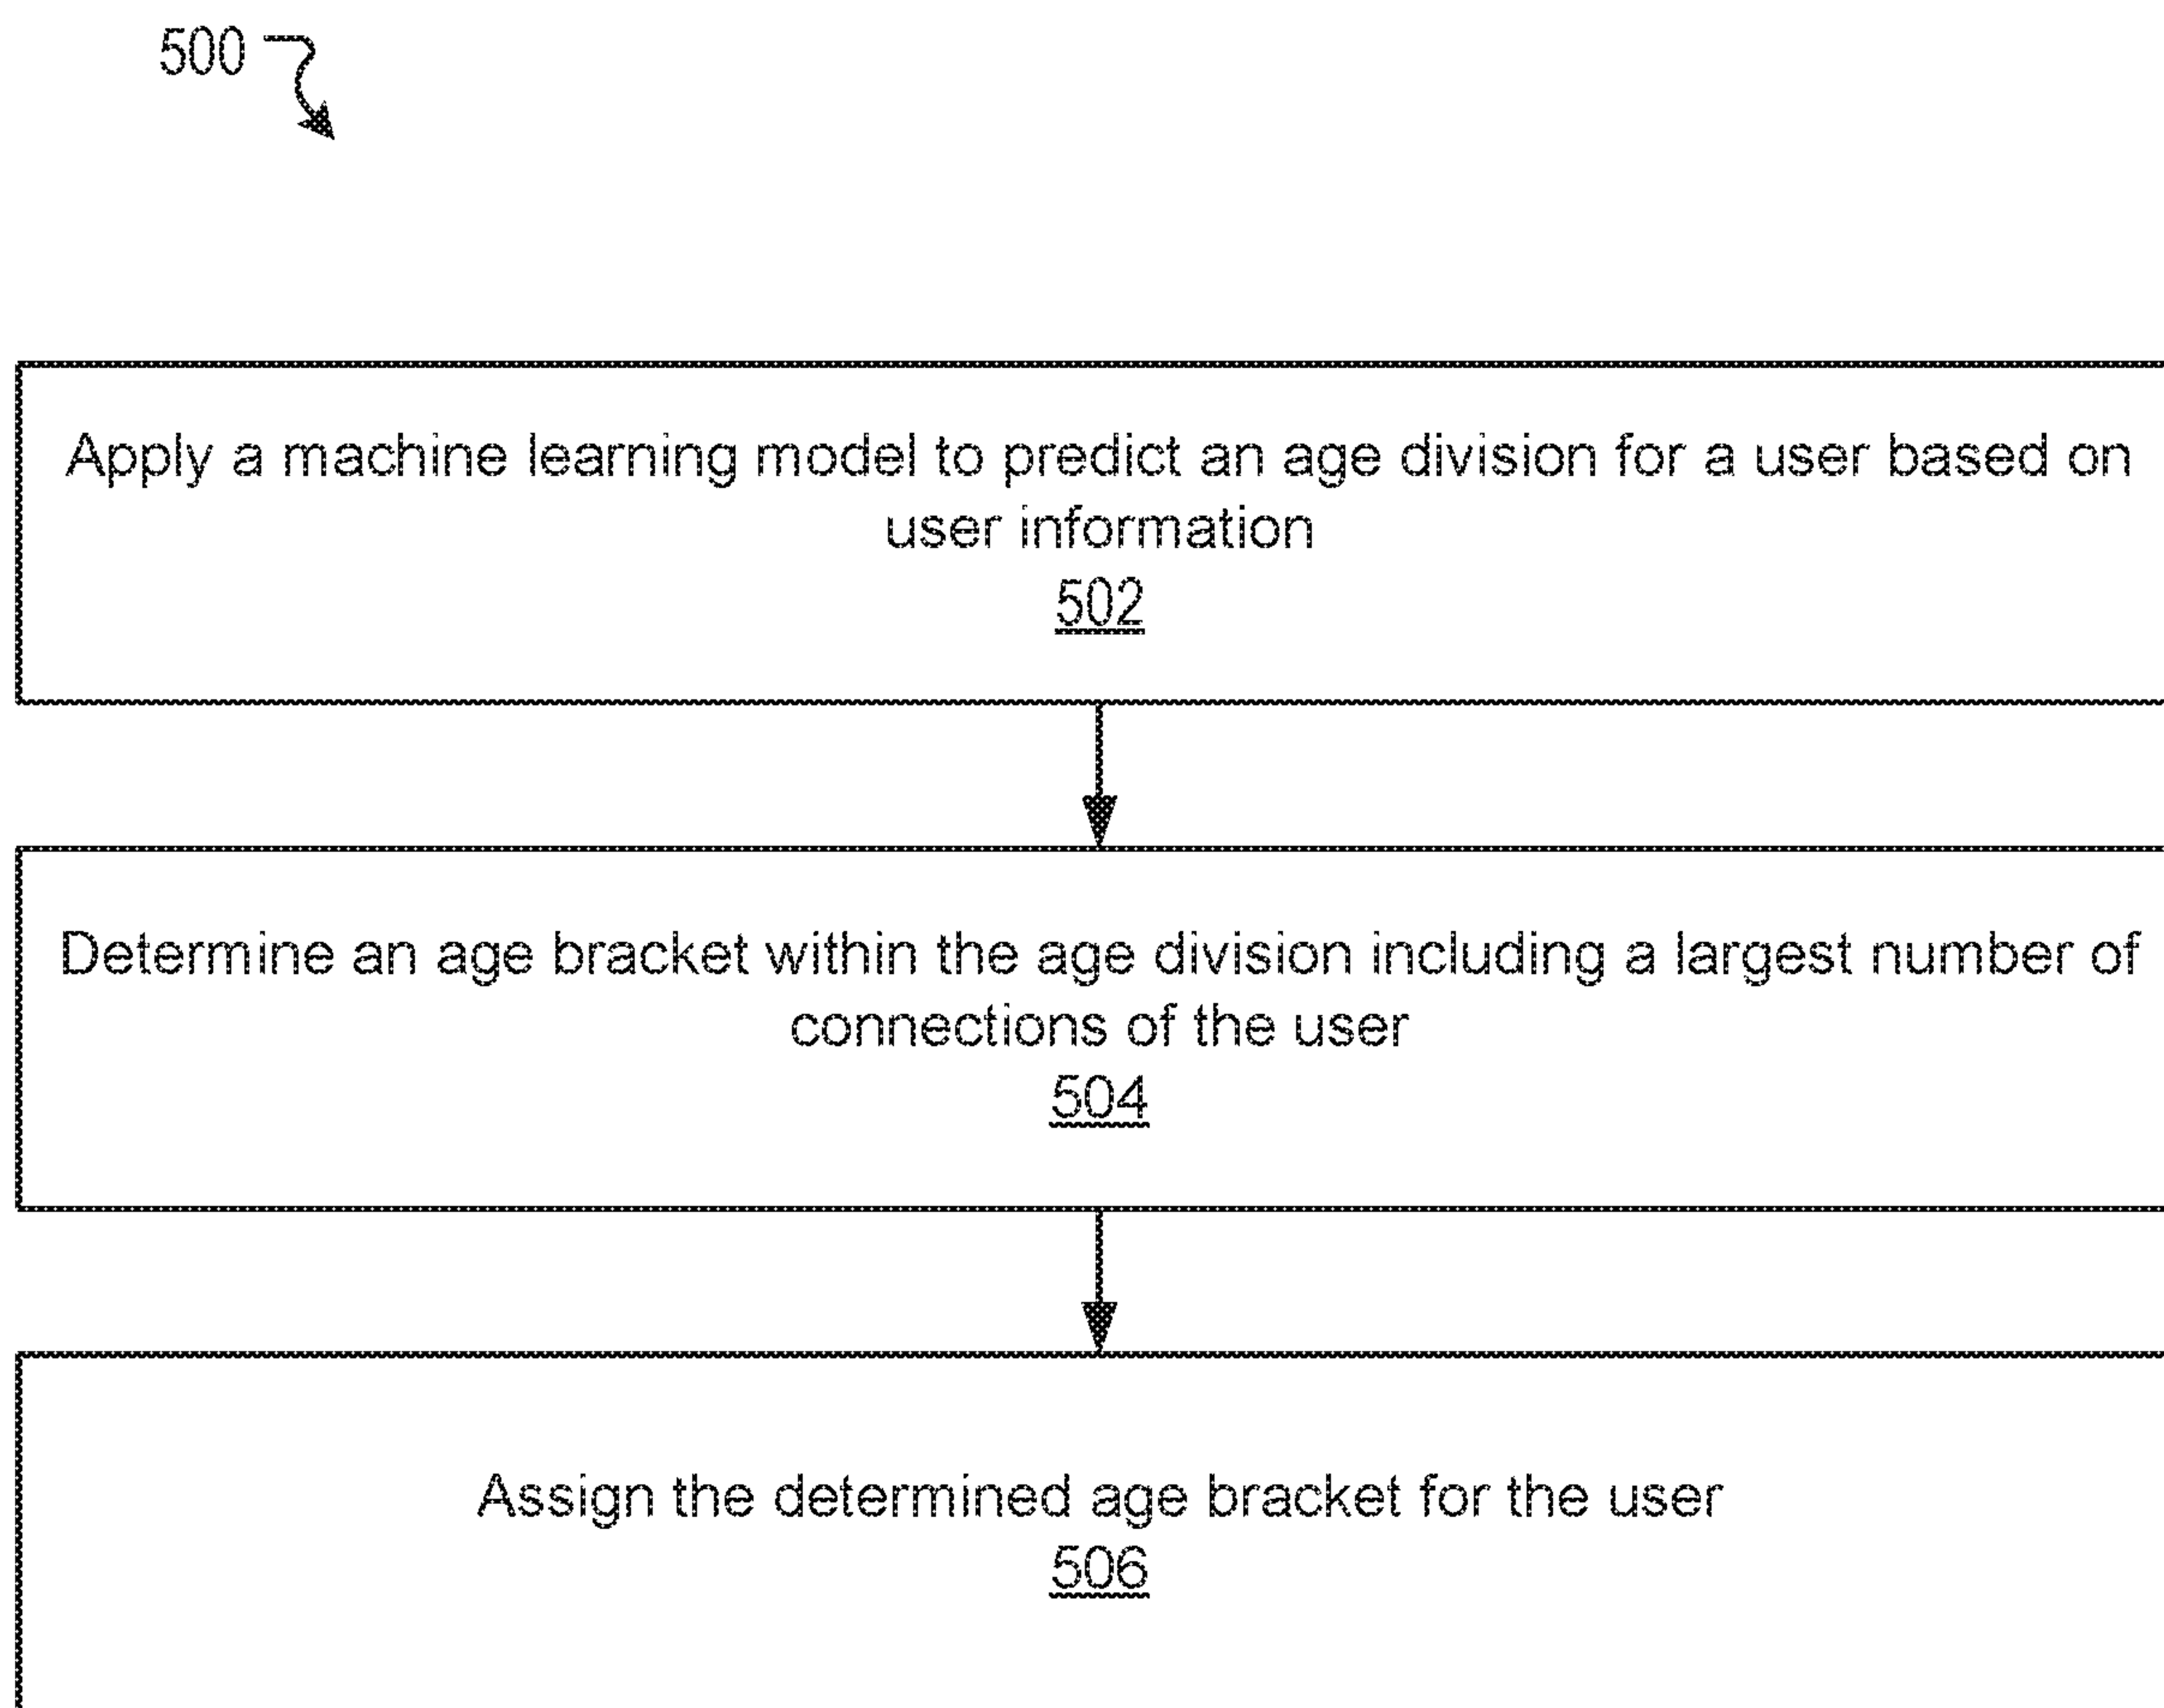 500
Apply a machine learning model to predict an age division for a user based on
user information
502
Determine an age bracket within the age division including a largest number of
connections of the user
504
Assign the determined age bracket for the user
506